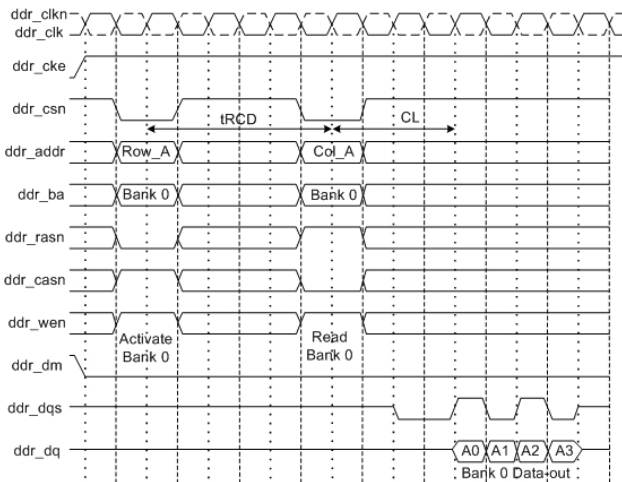 ddr_clkn
ddr_clk
ddr_cke
ddr_csn
tRCD
CL
ddr_addr
Row_A
Col_A
ddr_ba
Bank 0
Bank 0
ddr_rasn
ddr_casn
ddr_wen
Activate
Bank 0
Read
Bank 0
ddr_dm
ddr_dqs
ddr_dq
A0
A1
A2
A3
Bank 0 Data-out